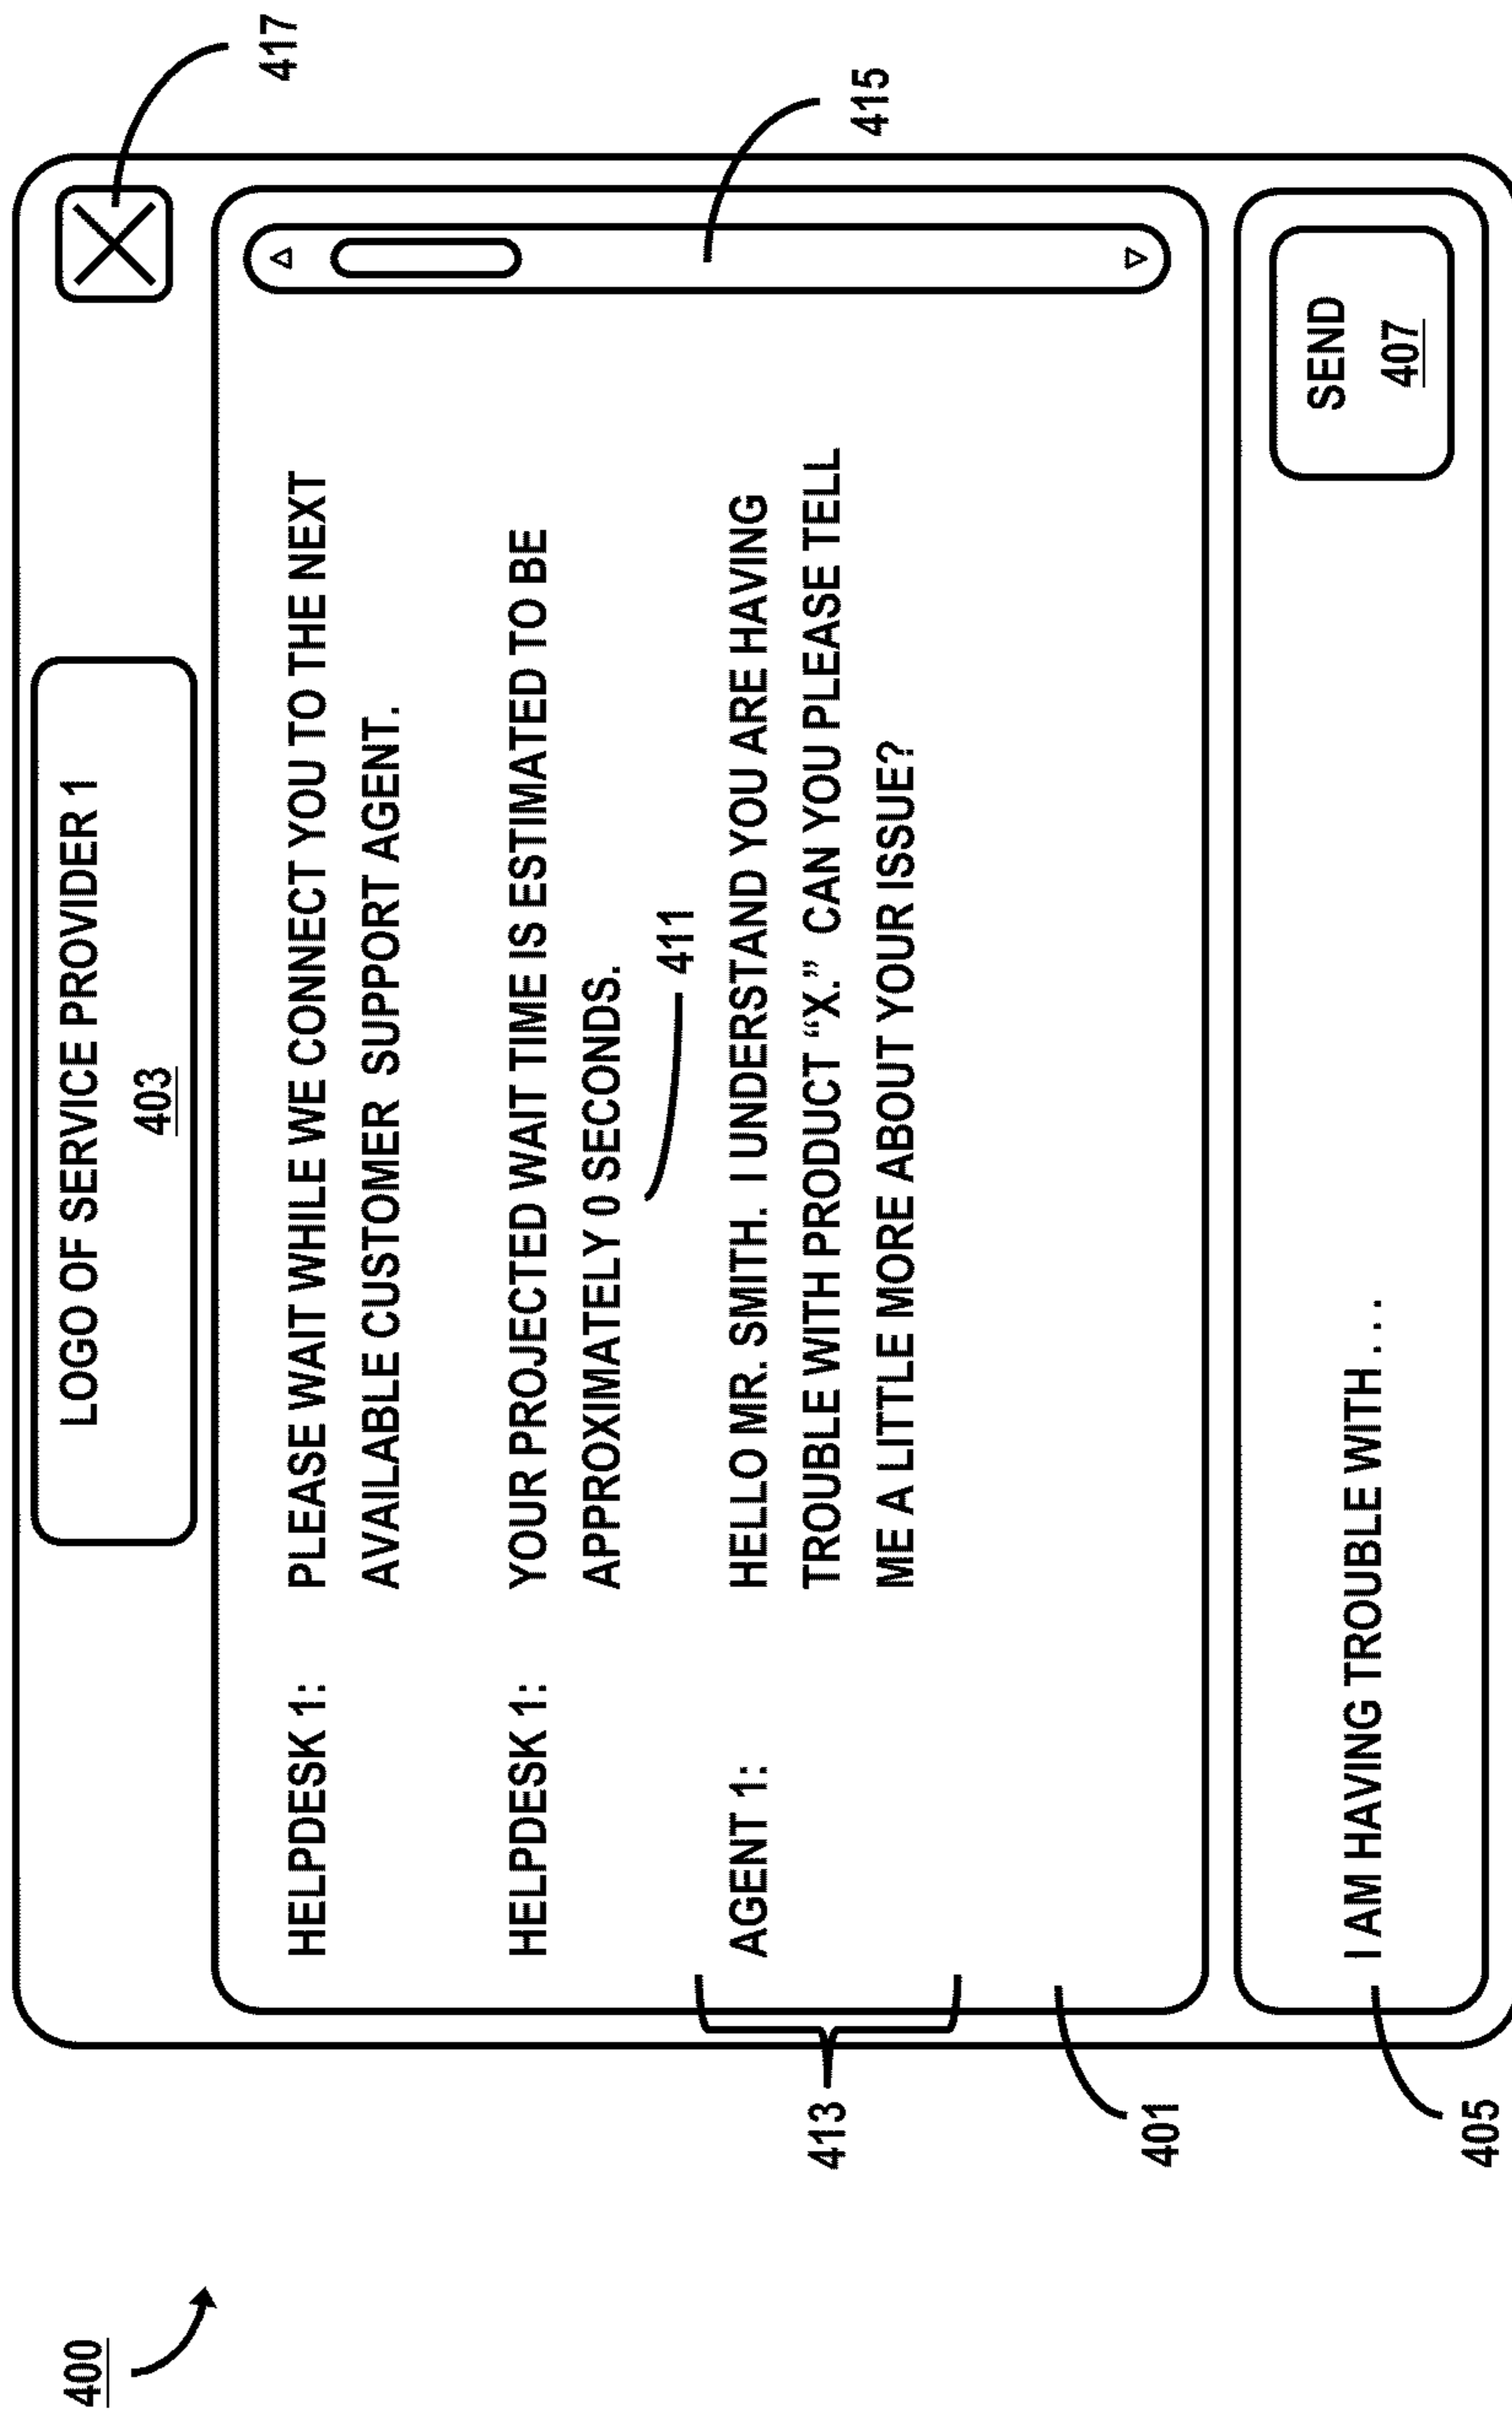 400
417
LOGO OF SERVICE PROVIDER 1
403
HELPDESK 1: PLEASE WAIT WHILE WE CONNECT YOU TO THE NEXT
AVAILABLE CUSTOMER SUPPORT AGENT.
HELPDESK 1: YOUR PROJECTED WAIT TIME IS ESTIMATED TO BE
APPROXIMATELY 0 SECONDS.
411
415
AGENT 1: HELLO MR. SMITH. I UNDERSTAND YOU ARE HAVING
TROUBLE WITH PRODUCT “X.” CAN YOU PLEASE TELL
ME A LITTLE MORE ABOUT YOUR ISSUE?
413
401
I AM HAVING TROUBLE WITH . . .
SEND
407
405